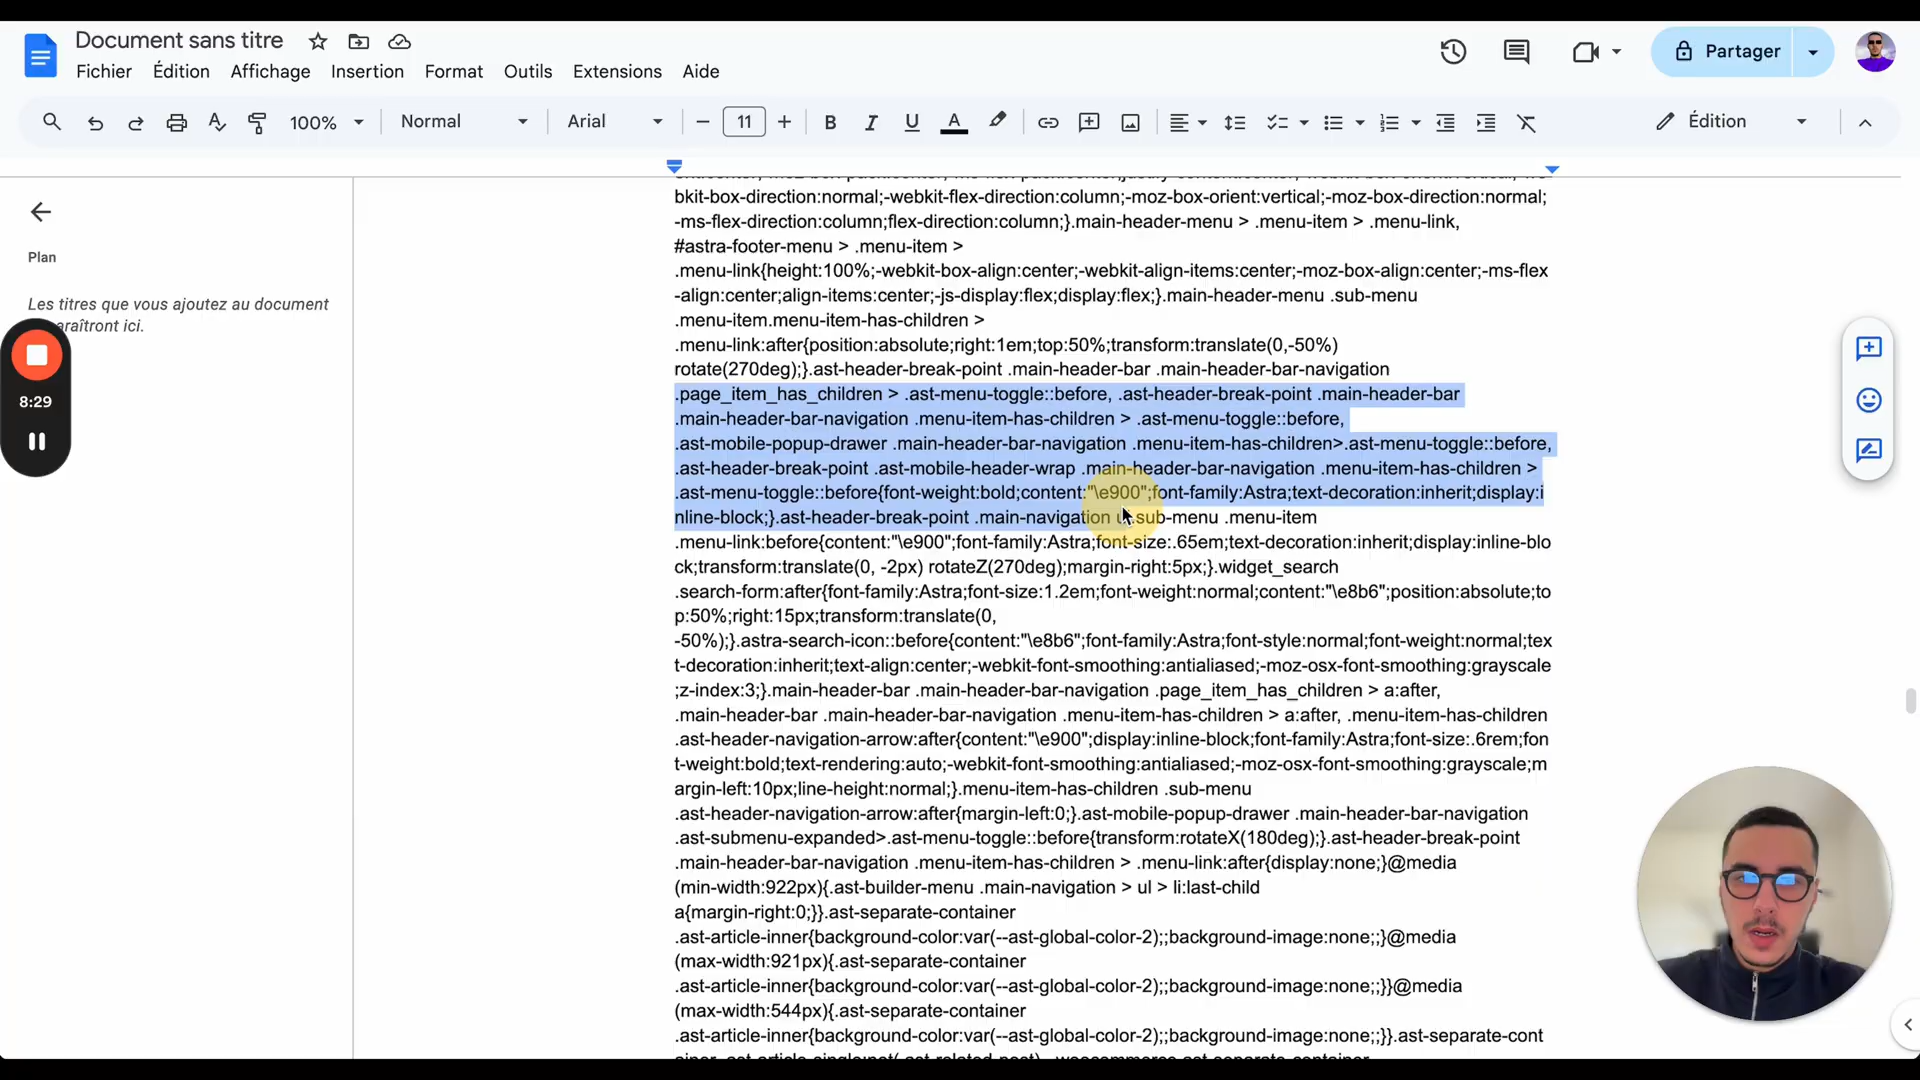 Document sans titre
Fichier Édition Affichage Insertion Format Outils Extensions Aide
Partager
100% Normal Arial 11 Édition
Plan
Les titres que vous ajoutez au document
araîtront ici.
8:29
bkit-box-direction:normal;-webkit-flex-direction:column;-moz-box-orient:vertical;-moz-box-direction:normal;
-ms-flex-direction:column;flex-direction:column;}.main-header-menu > .menu-item > .menu-link,
#astra-footer-menu > .menu-item >
.menu-link{height:100%;-webkit-box-align:center;-webkit-align-items:center;-moz-box-align:center;-ms-flex
-align:center;align-items:center;-js-display:flex;display:flex;}.main-header-menu .sub-menu
.menu-item.menu-item-has-children >
.menu-link:after{position:absolute;right:1em;top:50%;transform:translate(0,-50%)
rotate(270deg);}.ast-header-break-point .main-header-bar .main-header-bar-navigation
.page_item_has_children > .ast-menu-toggle::before, .ast-header-break-point .main-header-bar
.main-header-bar-navigation .menu-item-has-children > .ast-menu-toggle::before,
.ast-mobile-popup-drawer .main-header-bar-navigation .menu-item-has-children>.ast-menu-toggle::before,
.ast-header-break-point .ast-mobile-header-wrap .main-header-bar-navigation .menu-item-has-children >
.ast-menu-toggle::before{font-weight:bold;content:"\e900";font-family:Astra;text-decoration:inherit;display:i
nline-block;}.ast-header-break-point .main-navigation .sub-menu .menu-item
.menu-link:before{content:"\e900";font-family:Astra;font-size:.65em;text-decoration:inherit;display:inline-blo
ck;transform:translate(0, -2px) rotateZ(270deg);margin-right:5px;}.widget_search
.search-form:after{font-family:Astra;font-size:1.2em;font-weight:normal;content:"\e8b6";position:absolute;to
p:50%;right:15px;transform:translate(0,
-50%);}.astra-search-icon::before{content:"\e8b6";font-family:Astra;font-style:normal;font-weight:normal;tex
t-decoration:inherit;text-align:center;-webkit-font-smoothing:antialiased;-moz-osx-font-smoothing:grayscale
;z-index:3;}.main-header-bar .main-header-bar-navigation .page_item_has_children > a:after,
.main-header-bar .main-header-bar-navigation .menu-item-has-children > a:after, .menu-item-has-children
.ast-header-navigation-arrow:after{content:"\e900";display:inline-block;font-family:Astra;font-size:.6rem;fon
t-weight:bold;text-rendering:auto;-webkit-font-smoothing:antialiased;-moz-osx-font-smoothing:grayscale;m
argin-left:10px;line-height:normal;}.menu-item-has-children .sub-menu
.ast-header-navigation-arrow:after{margin-left:0;}.ast-mobile-popup-drawer .main-header-bar-navigation
.ast-submenu-expanded>.ast-menu-toggle::before{transform:rotateX(180deg);}.ast-header-break-point
.main-header-bar-navigation .menu-item-has-children > .menu-link:after{display:none;}@media
(min-width:922px){.ast-builder-menu .main-navigation > ul > li:last-child
a{margin-right:0;}}.ast-separate-container
.ast-article-inner{background-color:var(--ast-global-color-2);;background-image:none;;}@media
(max-width:921px){.ast-separate-container
.ast-article-inner{background-color:var(--ast-global-color-2);;background-image:none;;}}@media
(max-width:544px){.ast-separate-container
.ast-article-inner{background-color:var(--ast-global-color-2);;background-image:none;;}}.ast-separate-cont